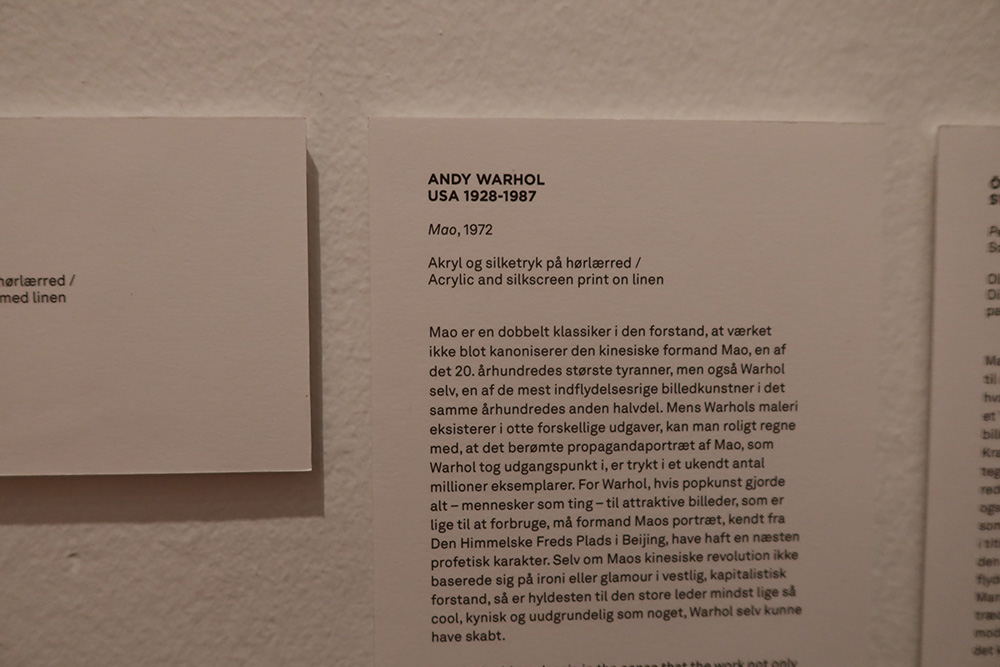 hørlærred /
med linen
ANDY WARHOL
USA 1928-1987
Mao, 1972
Akryl og silketryk på hørlærred /
Acrylic and silkscreen print on linen
Mao er en dobbelt klassiker i den forstand, at værket
ikke blot kanoniserer den kinesiske formand Mao, en af
det 20. århundredes største tyranner, men også Warhol
selv, en af de mest indflydelsesrige billedkunstner i det
samme århundredes anden halvdel. Mens Warhols maleri
eksisterer i otte forskellige udgaver, kan man roligt regne
med, at det berømte propagandaportræt af Mao, som
Warhol tog udgangspunkt i, er trykt i et ukendt antal
millioner eksemplarer. For Warhol, hvis popkunst gjorde
alt – mennesker som ting – til attraktive billeder, som er
lige til at forbruge, må formand Maos portræt, kendt fra
Den Himmelske Freds Plads i Beijing, have haft en næsten
profetisk karakter. Selv om Maos kinesiske revolution ikke
baserede sig på ironi eller glamour i vestlig, kapitalistisk
forstand, så er hyldesten til den store leder mindst lige så
cool, kynisk og uudgrundelig som noget, Warhol selv kunne
have skabt.
in the sense that the work not only